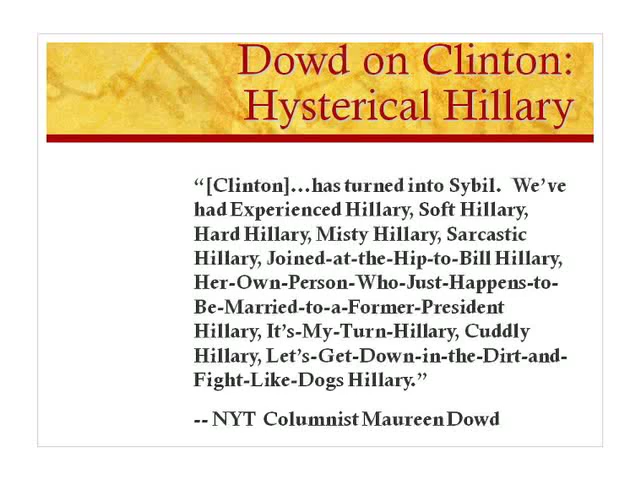 Dowd on Clinton:
Hysterical Hillary
“[Clinton]…has turned into Sybil.  We’ve
had Experienced Hillary, Soft Hillary,
Hard Hillary, Misty Hillary, Sarcastic
Hillary, Joined-at-the-Hip-to-Bill Hillary,
Her-Own-Person-Who-Just-Happens-to-
Be-Married-to-a-Former-President
Hillary, It’s-My-Turn-Hillary, Cuddly
Hillary, Let’s-Get-Down-in-the-Dirt-and-
Fight-Like-Dogs Hillary.”
-- NYT  Columnist Maureen Dowd